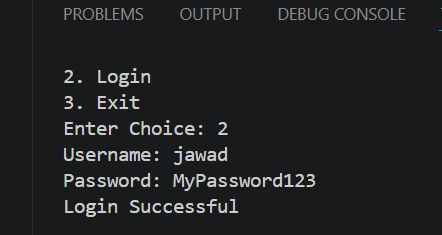 PROBLEMS OUTPUT DEBUG CONSOLE
2. Login
3. Exit
Enter Choice: 2
Username: jawad
Password: MyPassword123
Login Successful